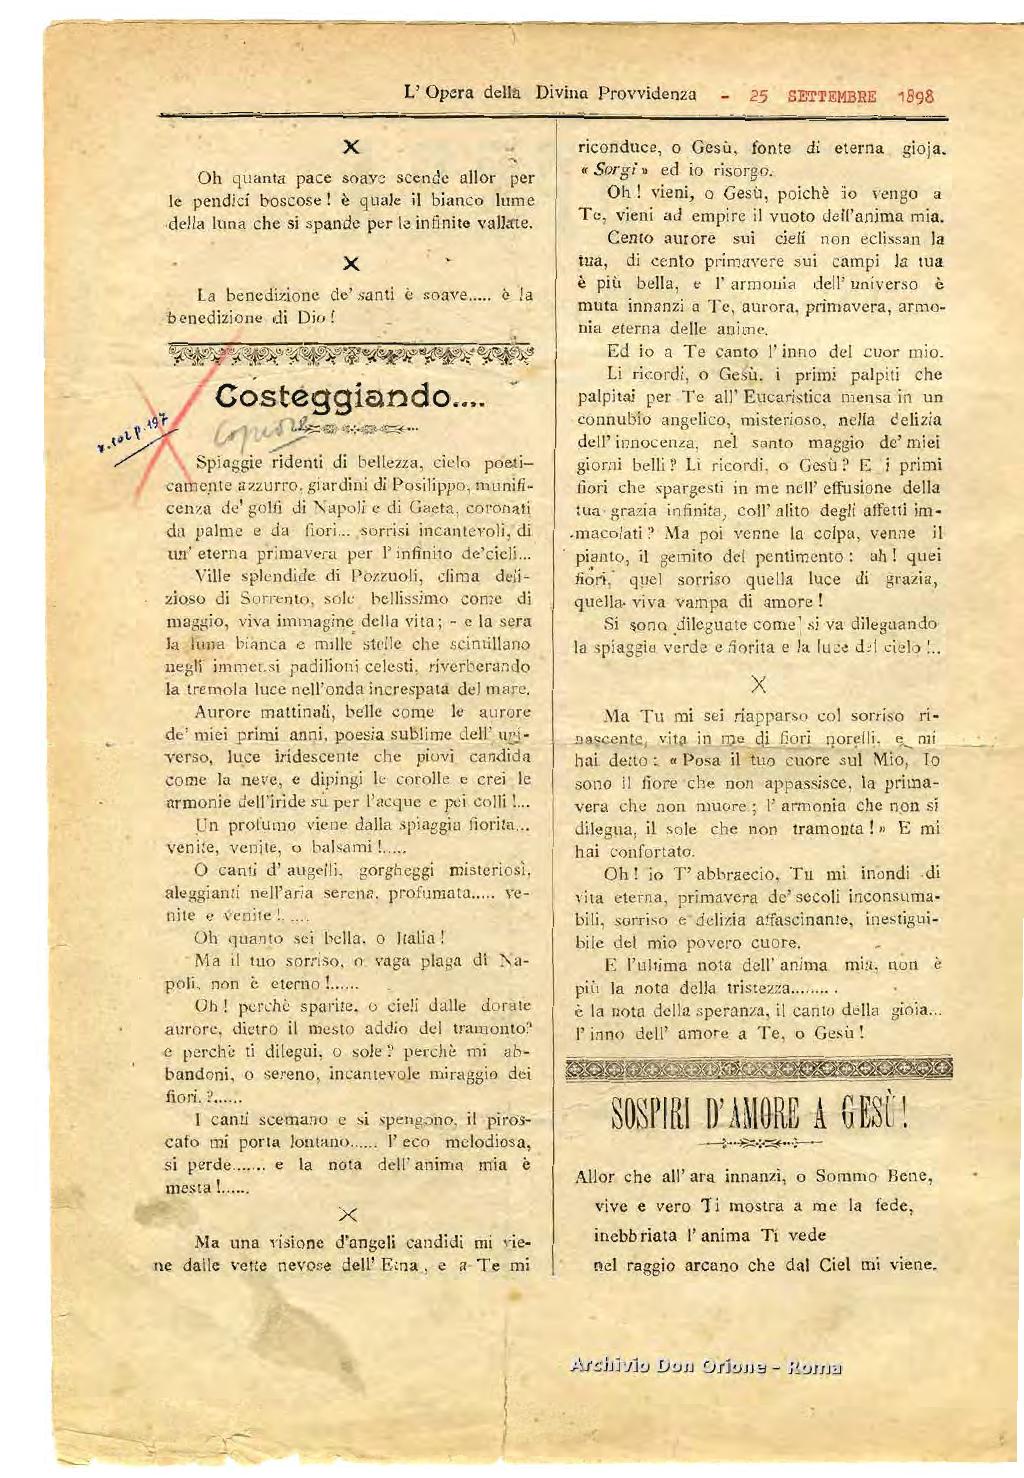 L' Opera della Divina Provvidenza - 25 SETTEMBRE 1898
X
Oh quanta pace soave scende allor per
le pendici boscose ! è quale il bianco lume
della luna che si spande per le infinite vallate.
X
La benedizione de' santi è soave..... è la
benedizione di Dio !
Costeggiando....
Copiare
v. col p. 197
Spiaggie ridenti di bellezza, cielo poeti-
camente azzurro, giardini di Posilippo, munifi-
cenza de' golfi di Napoli e di Gaeta, coronati
da palme e da fiori... sorrisi incantevoli, di
un' eterna primavera per l' infinito de'cieli...
Ville splendide di Pozzuoli, clima deli-
zioso di Sorrento, sole bellissimo come di
maggio, viva immagine della vita ; - e la sera
la luna bianca e mille stelle che scintillano
negli immensi padilioni celesti, riverberando
la tremola luce nell'onda increspata del mare.
Aurore mattinali, belle come le aurore
de' miei primi anni, poesia sublime dell' uni-
verso, luce iridescente che piovi candida
come la neve, e dipingi le corolle e crei le
armonie dell'iride su per l'acque e pei colli !...
Un profumo viene dalla spiaggia fiorita...
venite, venite, o balsami !.....
O canti d' augelli, gorgheggi misteriosi,
aleggianti nell'aria serena, profumata..... ve-
nite e venite !......
Oh quanto sei bella, o Italia !
Ma il tuo sorriso, o vaga plaga di Na-
poli, non è eterno !......
Oh ! perchè sparite, o cieli dalle dorate
aurore, dietro il mesto addio del tramonto?
e perchè ti dilegui, o sole ? perchè mi ab-
bandoni, o sereno, incantevole miraggio dei
fiori. ?......
I canti scemano e si spengono, il piros-
cafo mi porta lontano...... l' eco melodiosa,
si perde....... e la nota dell' anima mia è
mesta !......
X
Ma una visione d'angeli candidi mi vie-
ne dalle vette nevose dell' Etna, e a Te mi
riconduce, o Gesù, fonte di eterna gioja.
« Sorgi » ed io risorgo.
Oh ! vieni, o Gesù, poichè io vengo a
Te, vieni ad empire il vuoto dell'anima mia.
Cento aurore sui cieli non eclissan la
tua, di cento primavere sui campi la tua
è più bella, e l' armonia dell' universo è
muta innanzi a Te, aurora, primavera, armo-
nia eterna delle anime.
Ed io a Te canto l' inno del cuor mio.
Li ricordi, o Gesù, i primi palpiti che
palpitai per Te all' Eucaristica mensa in un
connubio angelico, misterioso, nella delizia
dell' innocenza, nel santo maggio de' miei
giorni belli ? Li ricordi, o Gesù ? E i primi
fiori che spargesti in me nell' effusione della
tua grazia infinita, coll' alito degli affetti im-
macolati ? Ma poi venne la colpa, venne il
pianto, il gemito del pentimento : ah ! quei
fiori, quel sorriso quella luce di grazia,
quella viva vampa di amore !
Si sono dileguate come si va dileguando
la spiaggia verde e fiorita e la luce del cielo !..
X
Ma Tu mi sei riapparso col sorriso ri-
nascente, vita in me di fiori norelli, e mi
hai detto : « Posa il tuo cuore sul Mio, Io
sono il fiore che non appassisce, la prima-
vera che non muore ; l' armonia che non si
dilegua, il sole che non tramonta ! » E mi
hai confortato.
Oh ! io T' abbraccio, Tu mi inondi di
vita eterna, primavera de' secoli inconsuma-
bili, sorriso e delizia affascinante, inestigui-
bile del mio povero cuore.
E l'ultima nota dell' anima mia, non è
più la nota della tristezza.........
è la nota della speranza, il canto della gioia...
l' inno dell' amore a Te, o Gesù !
SOSPIRI D'AMORE A GESÙ !
Allor che all' ara innanzi, o Sommo Bene,
vive e vero Ti mostra a me la fede,
inebbriata l' anima Ti vede
nel raggio arcano che dal Ciel mi viene.
Archivio Don Orione - Roma